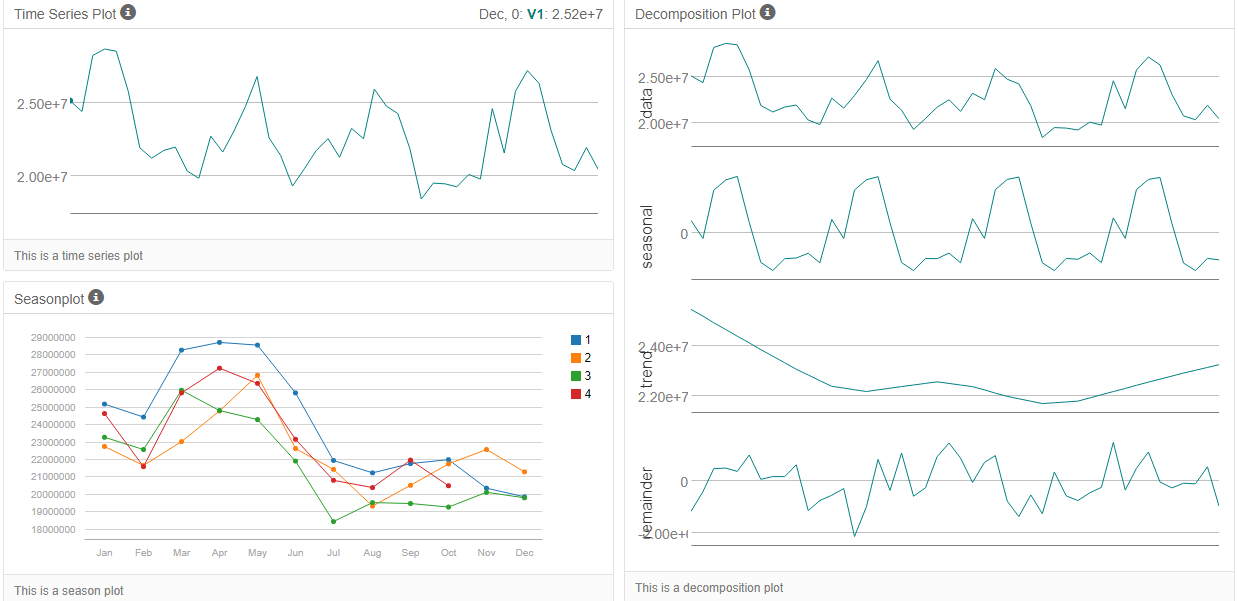 Time Series Plot
Dec, 0: V1: 2.52e+7
2.50e+7
2.00e+7
This is a time series plot
Seasonplot
1
2
3
4
29000000
28000000
27000000
26000000
25000000
24000000
23000000
22000000
21000000
20000000
19000000
18000000
Jan Feb Mar Apr May Jun Jul Aug Sep Oct Nov Dec
This is a season plot
Decomposition Plot
2.50e+7
data
2.00e+7
0
seasonal
2.40e+7
trend
2.20e+7
0
remainder
This is a decomposition plot